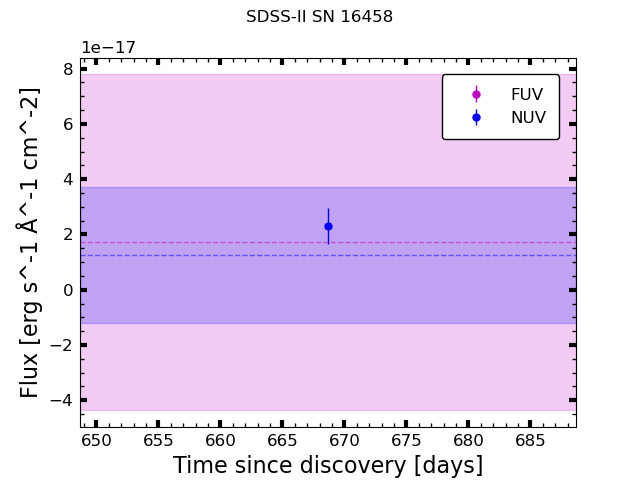 SDSS-II SN 16458
1e−17
8
6
4
2
0
−2
−4
Flux [erg s^-1 Å^-1 cm^-2]
FUV
NUV
650 655 660 665 670 675 680 685
Time since discovery [days]